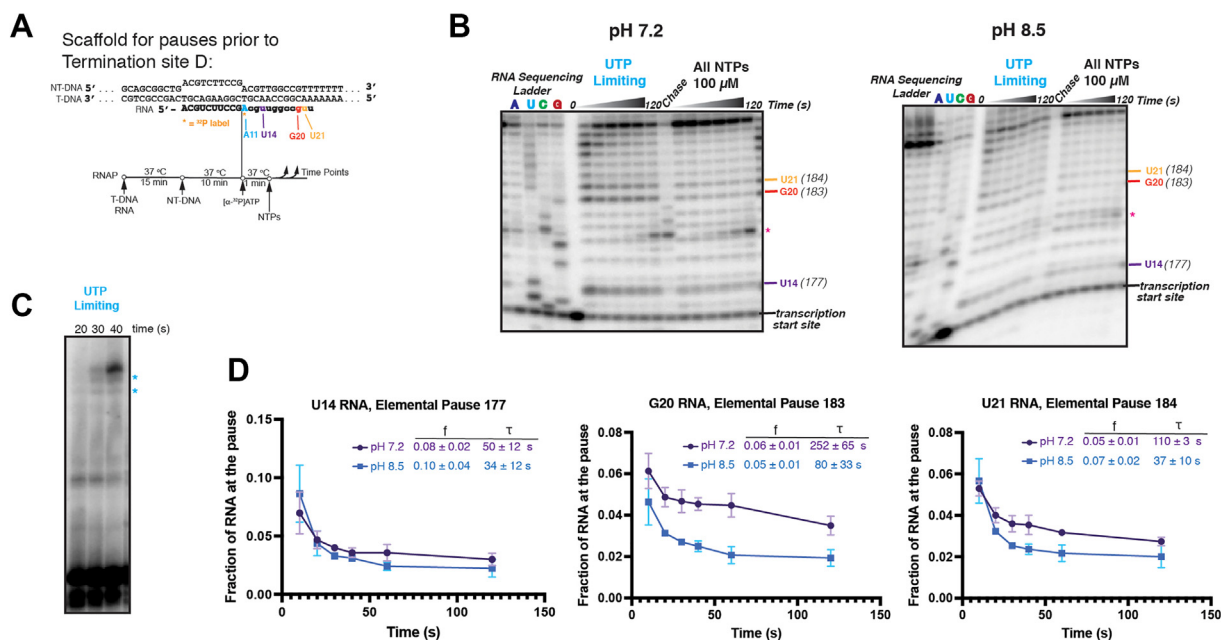 A
Scaffold for pauses prior to
Termination site D:
ACGTCTTCCG
NT-DNA 5'‥ GCAGCGGCTG ACGTTGGCCGTTTTTTT... 3'
T-DNA 3'‥ CGTCGCCGACTGCAGAAGGCTGCAACCGGCAAAAAAA... 5'
RNA 5'- ACGUCUUCCGAcguuggccguu
* = ³²P label
A11 U14 G20 U21
RNAP
37 °C 37 °C 37 °C
15 min 10 min 1 min
Time Points
T-DNA
RNA
NT-DNA
[α-³²P]ATP
NTPs
B
pH 7.2
RNA Sequencing
Ladder
UTP
Limiting
All NTPs
100 µM
A U C G 0 120 Chase 120 Time (s)
U21 (184)
G20 (183)
*
U14 (177)
transcription
start site
pH 8.5
RNA Sequencing
Ladder
UTP
Limiting
All NTPs
100 µM
A U C G 0 120 Chase 120 Time (s)
U21 (184)
G20 (183)
*
U14 (177)
transcription
start site
C
UTP
Limiting
20 30 40 time (s)
*
*
D
U14 RNA, Elemental Pause 177
f τ
pH 7.2 0.08 ± 0.02 50 ± 12 s
pH 8.5 0.10 ± 0.04 34 ± 12 s
Fraction of RNA at the pause
0.15
0.10
0.05
0.00
0 50 100 150
Time (s)
G20 RNA, Elemental Pause 183
f τ
pH 7.2 0.06 ± 0.01 252 ± 65 s
pH 8.5 0.05 ± 0.01 80 ± 33 s
Fraction of RNA at the pause
0.08
0.06
0.04
0.02
0.00
0 50 100 150
Time (s)
U21 RNA, Elemental Pause 184
f τ
pH 7.2 0.05 ± 0.01 110 ± 3 s
pH 8.5 0.07 ± 0.02 37 ± 10 s
Fraction of RNA at the pause
0.08
0.06
0.04
0.02
0.00
0 50 100 150
Time (s)